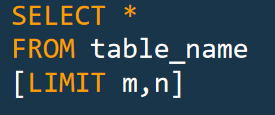 SELECT *
FROM table_name
[LIMIT m,n]